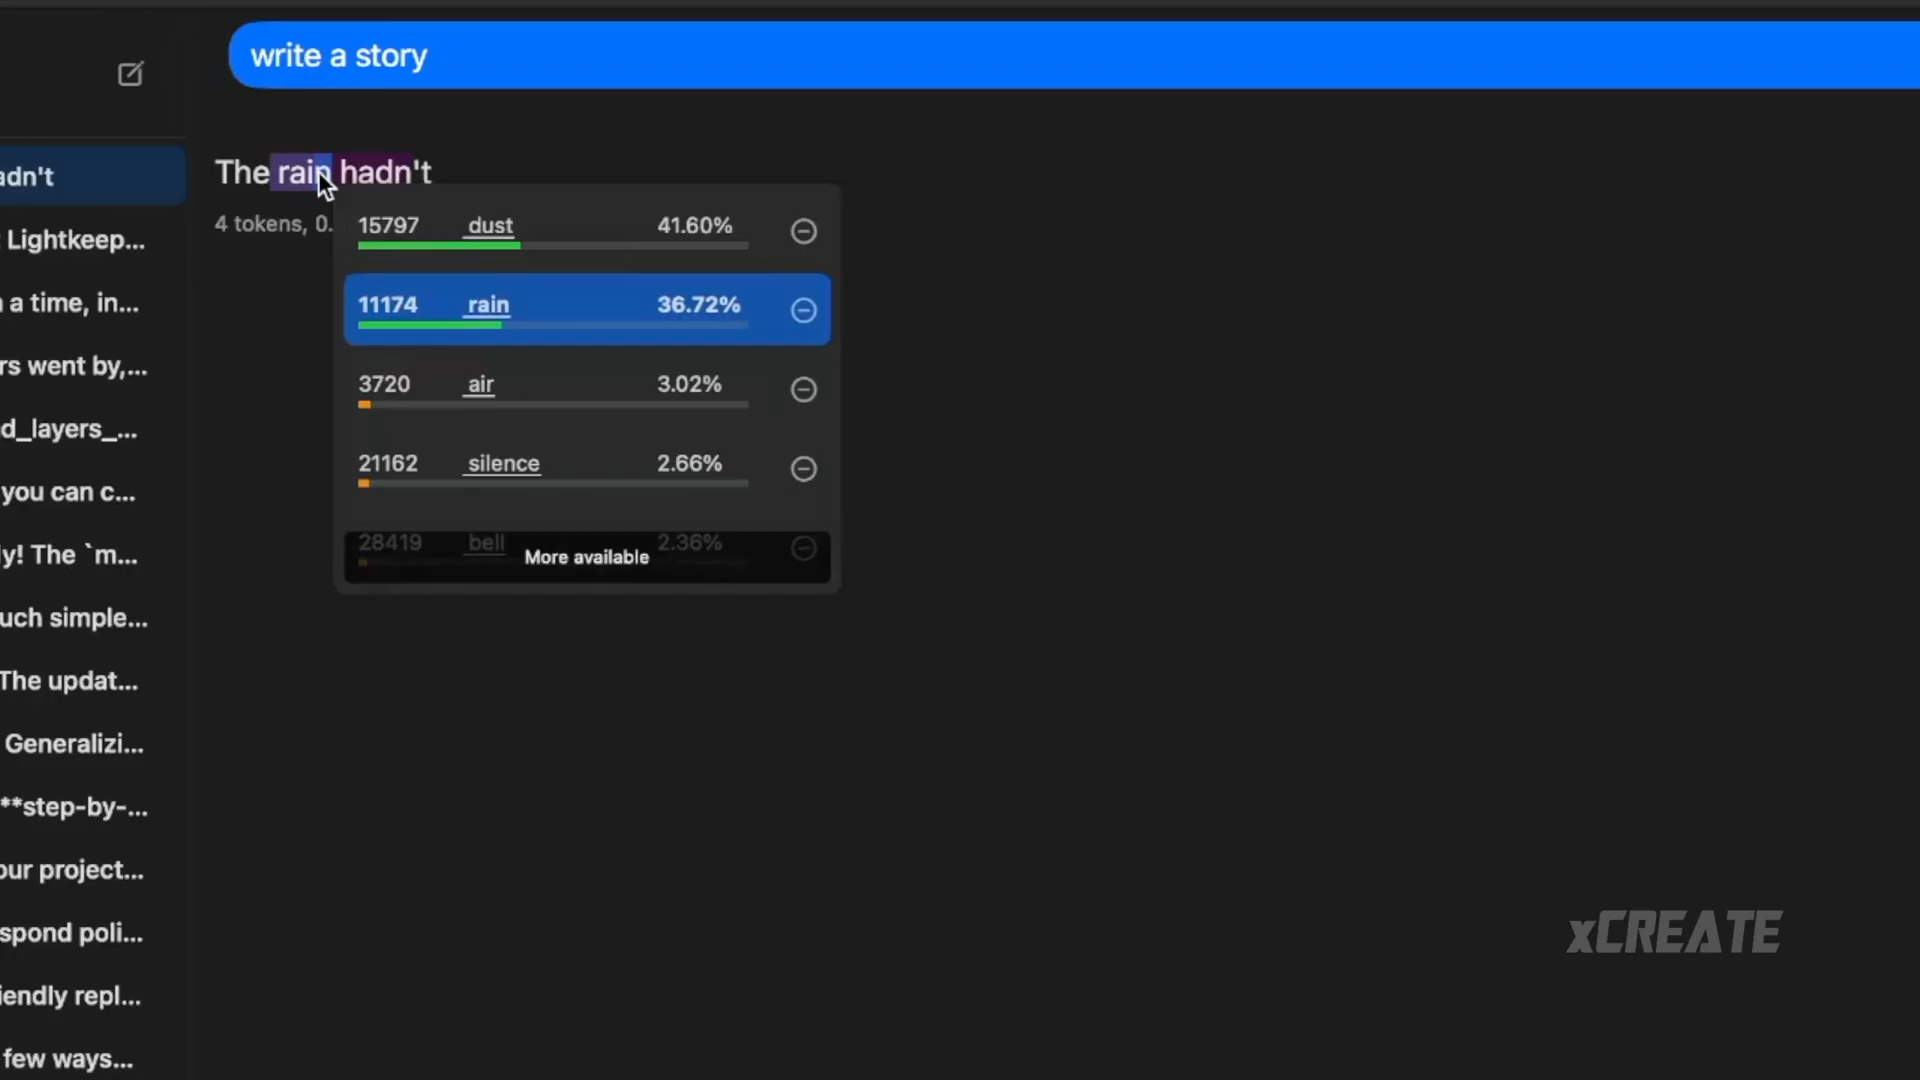 write a story
adn't
The rain hadn't
4 tokens, 0.
15797 dust 41.60%
Lightkeep...
11174 rain 36.72%
a time, in...
rs went by,...
3720 air 3.02%
d_layers_...
21162 silence 2.66%
you can c...
28419 bell 2.36%
More available
y! The `m...
uch simple...
The updat...
Generalizi...
**step-by-...
our project...
xCREATE
spond poli...
iendly repl...
few ways...